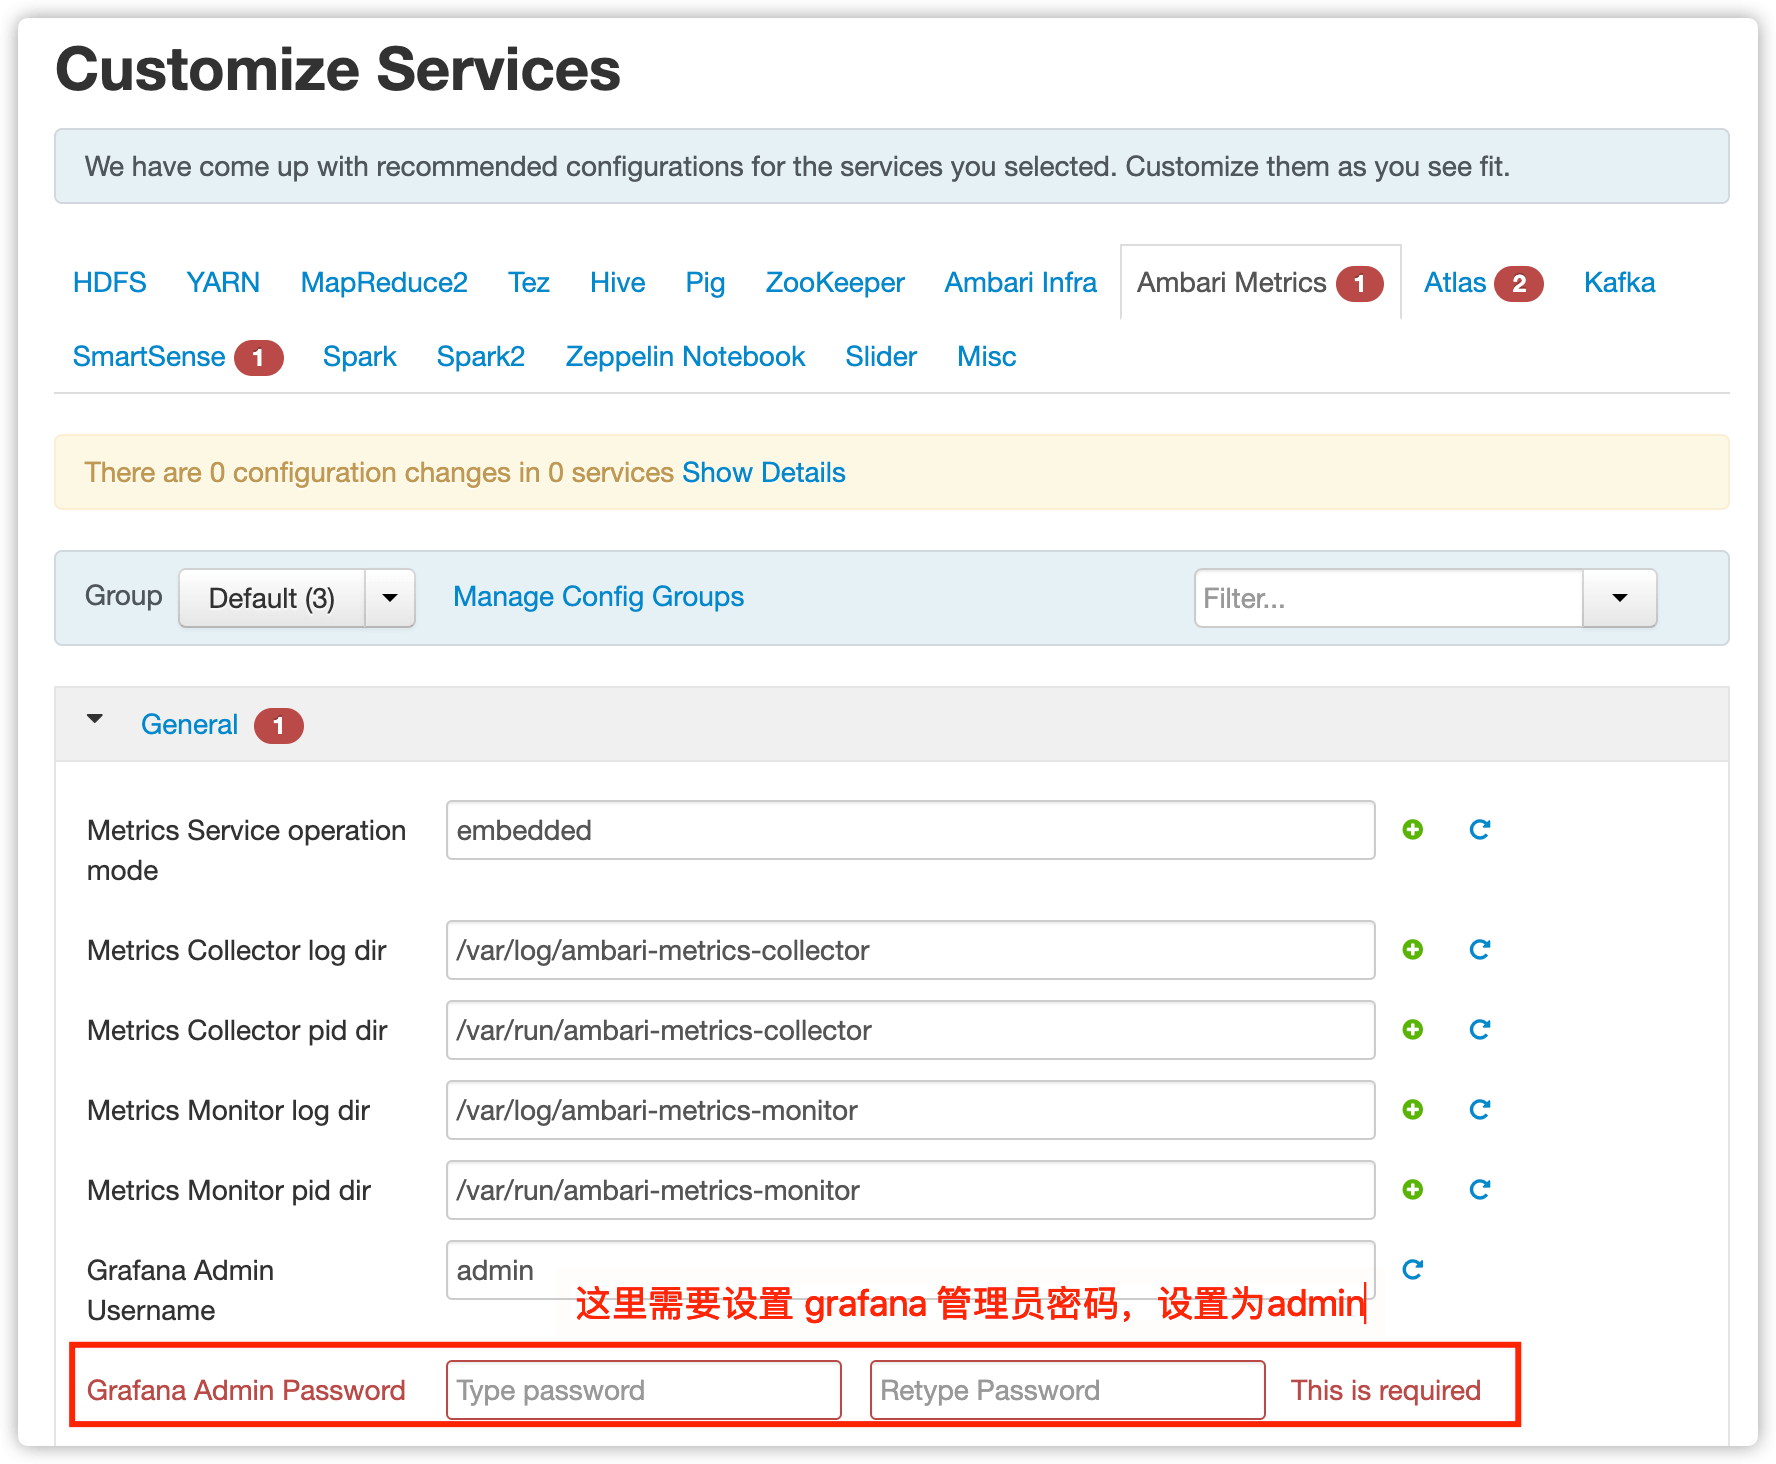 Customize Services
We have come up with recommended configurations for the services you selected. Customize them as you see fit.
HDFS YARN MapReduce2 Tez Hive Pig ZooKeeper Ambari Infra Ambari Metrics 1 Atlas 2 Kafka
SmartSense 1 Spark Spark2 Zeppelin Notebook Slider Misc
There are 0 configuration changes in 0 services Show Details
Group Default (3) Manage Config Groups Filter...
General 1
Metrics Service operation mode embedded
Metrics Collector log dir /var/log/ambari-metrics-collector
Metrics Collector pid dir /var/run/ambari-metrics-collector
Metrics Monitor log dir /var/log/ambari-metrics-monitor
Metrics Monitor pid dir /var/run/ambari-metrics-monitor
Grafana Admin Username admin
这里需要设置 grafana 管理员密码，设置为admin
Grafana Admin Password Type password Retype Password This is required